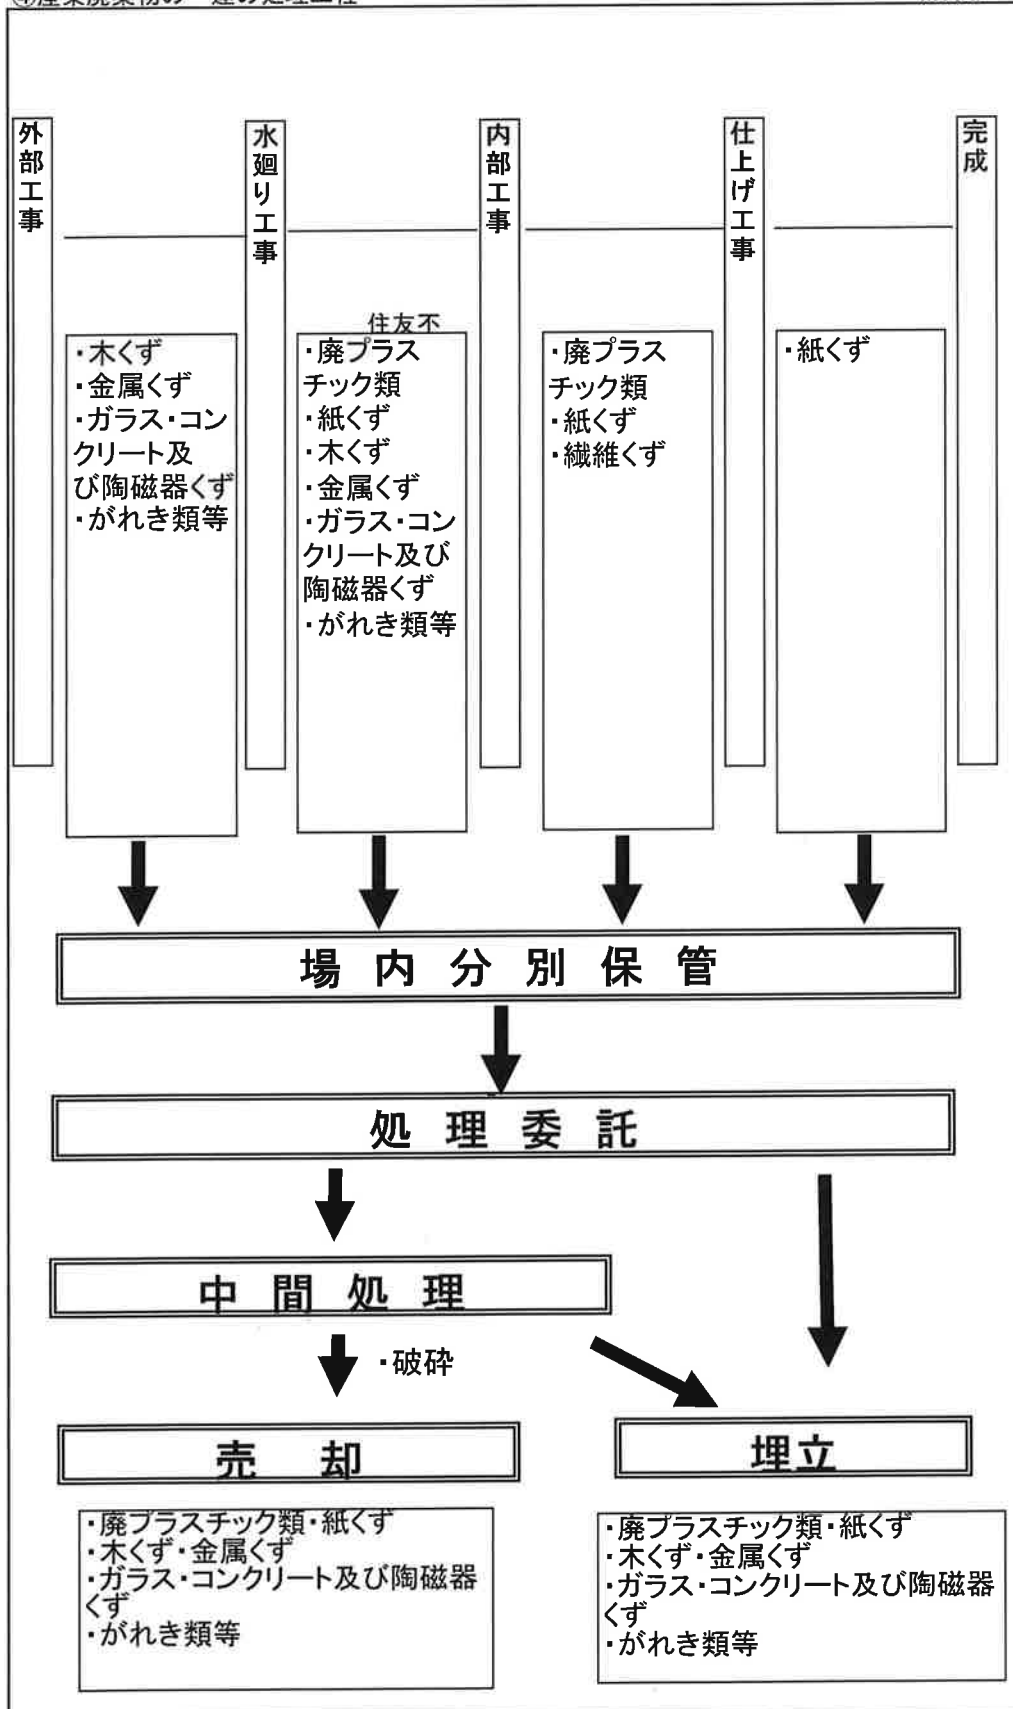 外部工事
水廻り工事
内部工事
仕上げ工事
完成
・木くず
・金属くず
・ガラス・コン
クリート及
び陶磁器くず
・がれき類等
住友不
・廃プラス
チック類
・紙くず
・木くず
・金属くず
・ガラス・コン
クリート及び
陶磁器くず
・がれき類等
・廃プラス
チック類
・紙くず
・繊維くず
・紙くず
場内分別保管
処理委託
中間処理
・破砕
売却
埋立
・廃プラスチック類・紙くず
・木くず・金属くず
・ガラス・コンクリート及び陶磁器
くず
・がれき類等
・廃プラスチック類・紙くず
・木くず・金属くず
・ガラス・コンクリート及び陶磁器
くず
・がれき類等